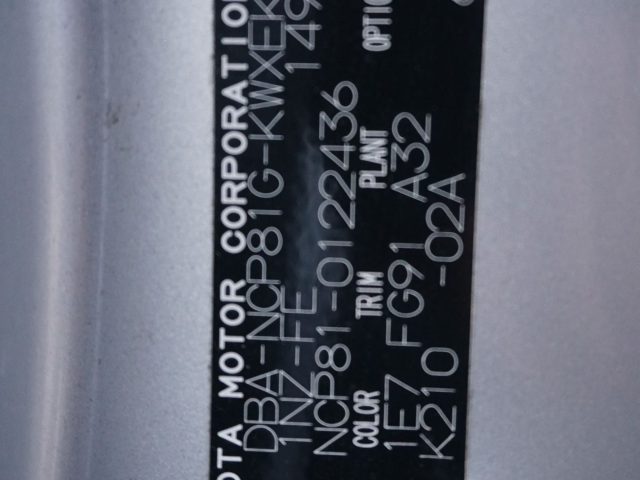 OTA MOTOR CORPORATION
DBA-NCP81G-KWXEK
1NZ-FE 149
NCP81-0122436
COLOR TRIM PLANT OPTIO
1E7 FG91 A32
K210 -02A